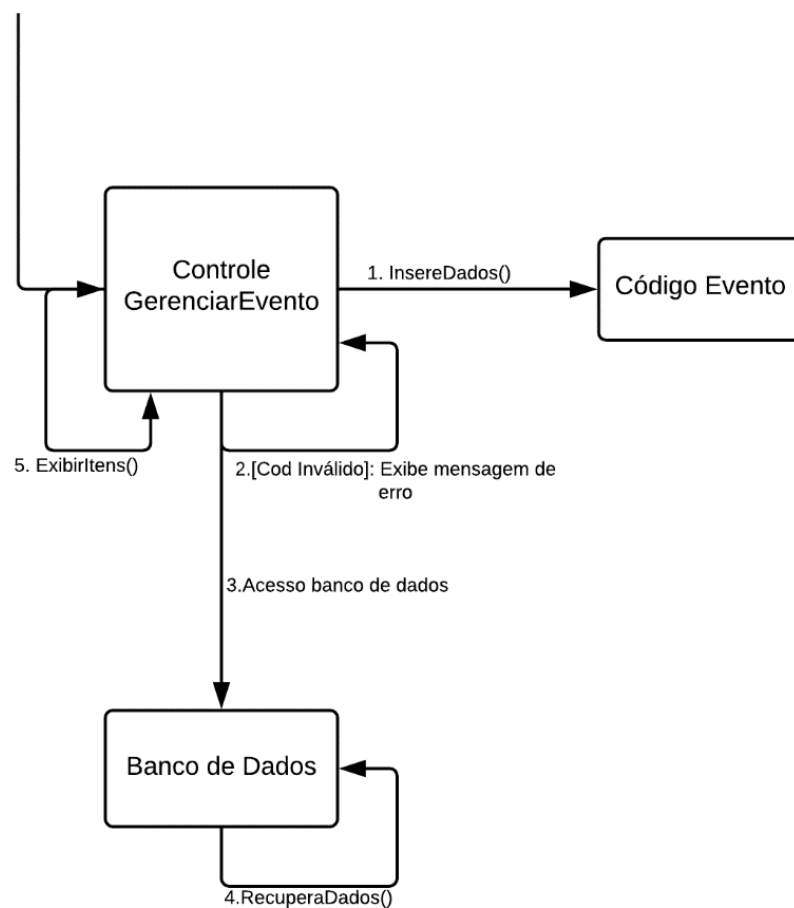 Controle
GerenciarEvento
1. InsereDados()
Código Evento
5. ExibirItens()
2.[Cod Inválido]: Exibe mensagem de
erro
3.Acesso banco de dados
Banco de Dados
4.RecuperaDados()